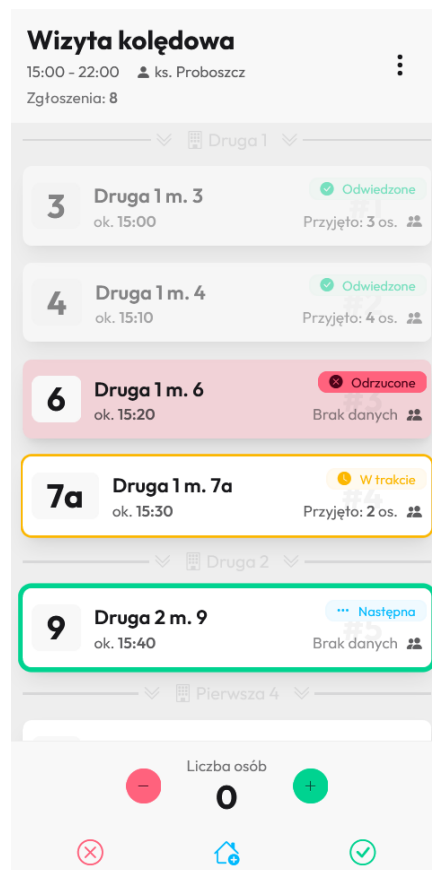 Wizyta kolędowa
15:00 - 22:00 ks. Proboszcz
Zgłoszenia: 8
Druga 1
3 Druga 1 m. 3 Odwiedzone
#1
ok. 15:00 Przyjęto: 3 os.
4 Druga 1 m. 4 Odwiedzone
#2
ok. 15:10 Przyjęto: 4 os.
6 Druga 1 m. 6 Odrzucone
#3
ok. 15:20 Brak danych
7a Druga 1 m. 7a W trakcie
#4
ok. 15:30 Przyjęto: 2 os.
Druga 2
9 Druga 2 m. 9 Następna
#5
ok. 15:40 Brak danych
Pierwsza 4
Liczba osób
0